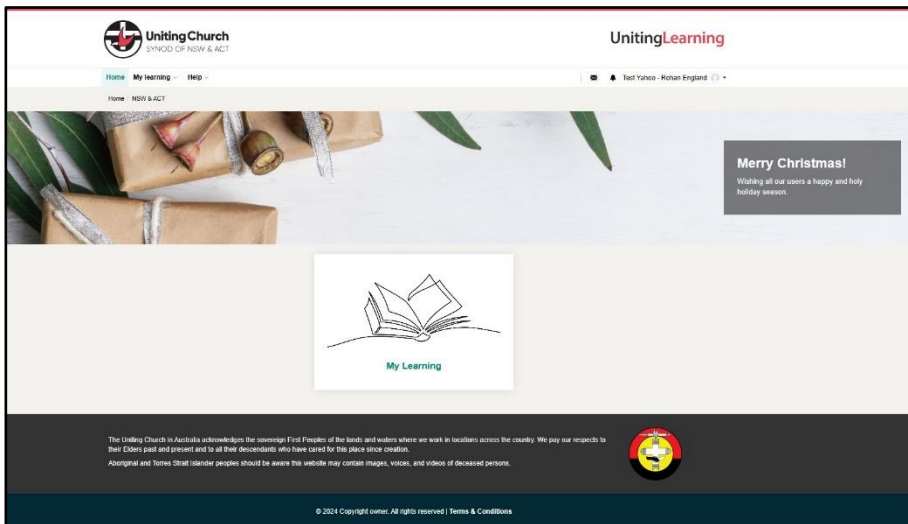 Uniting Church
SYNOD OF NSW & ACT
UnitingLearning
Home My learning Help
Test Yahoo - Rohan England
Home NSW & ACT
Merry Christmas!
Wishing all our users a happy and holy
holiday season.
My Learning
The Uniting Church in Australia acknowledges the sovereign First Peoples of the lands and waters where we work in locations across the country. We pay our respects to
their Elders past and present and to all their descendants who have cared for this place since creation.
Aboriginal and Torres Strait Islander peoples should be aware this website may contain images, voices, and videos of deceased persons.
© 2024 Copyright owner. All rights reserved | Terms & Conditions